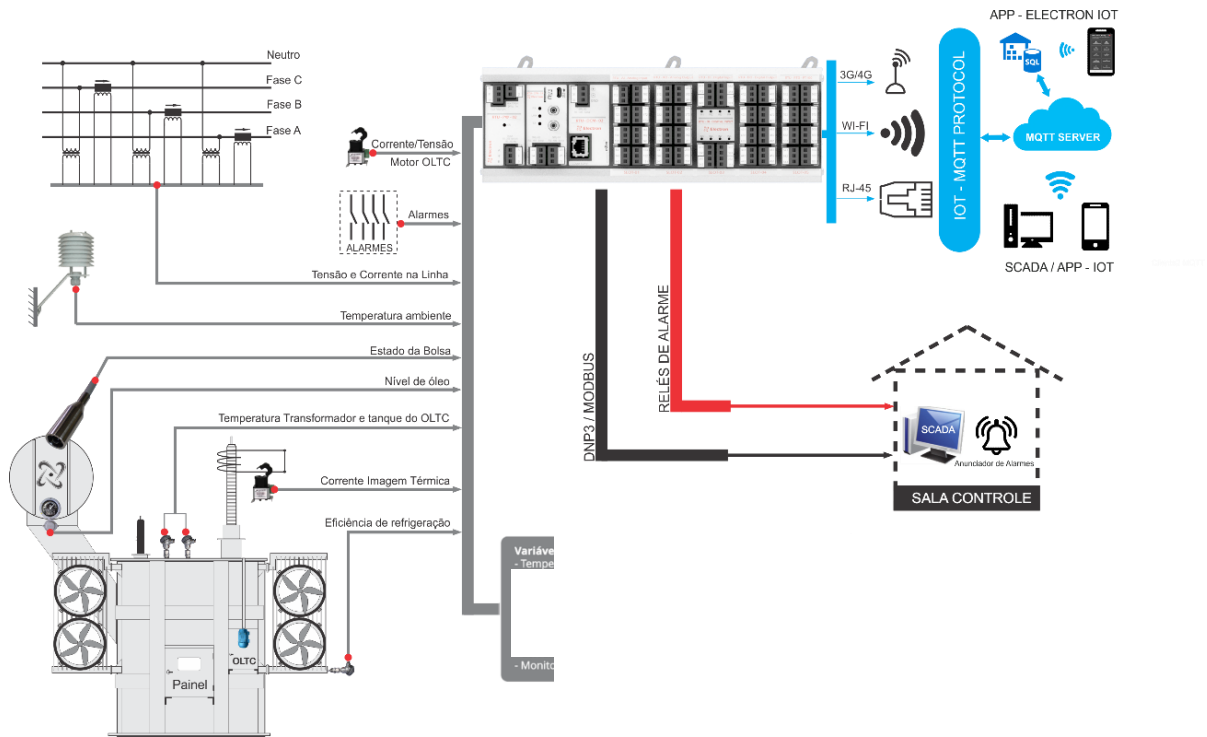 APP - ELECTRON IOT
SQL
Neutro
Fase C
Fase B
Fase A
Corrente/Tensão
Motor OLTC
Alarmes
ALARMES
Tensão e Corrente na Linha
Temperatura ambiente
Estado da Bolsa
Nível de óleo
Temperatura Transformador e tanque do OLTC
Corrente Imagem Térmica
Eficiência de refrigeração
OLTC
Painel
Variáve
- Tempe
- Monito
3G/4G
WI-FI
RJ-45
IOT - MQTT PROTOCOL
MQTT SERVER
SCADA / APP - IOT
DNP3 / MODBUS
RELÉS DE ALARME
SCADA
Anunciador de Alarmes
SALA CONTROLE